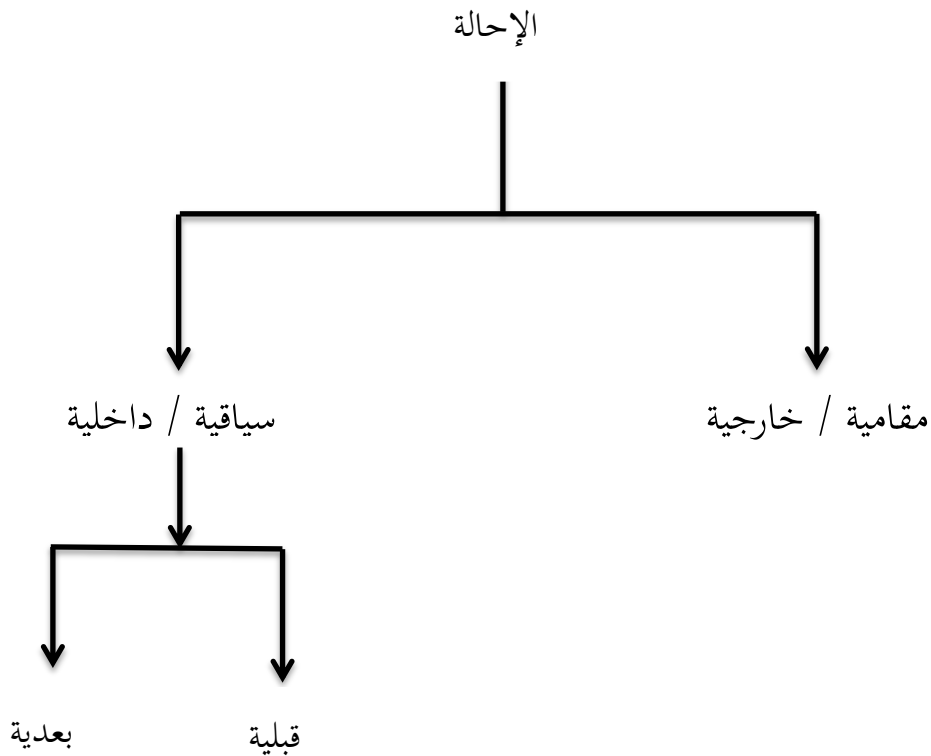 الإحالة
مقامية / خارجية
سياقية / داخلية
قبلية
بعدية